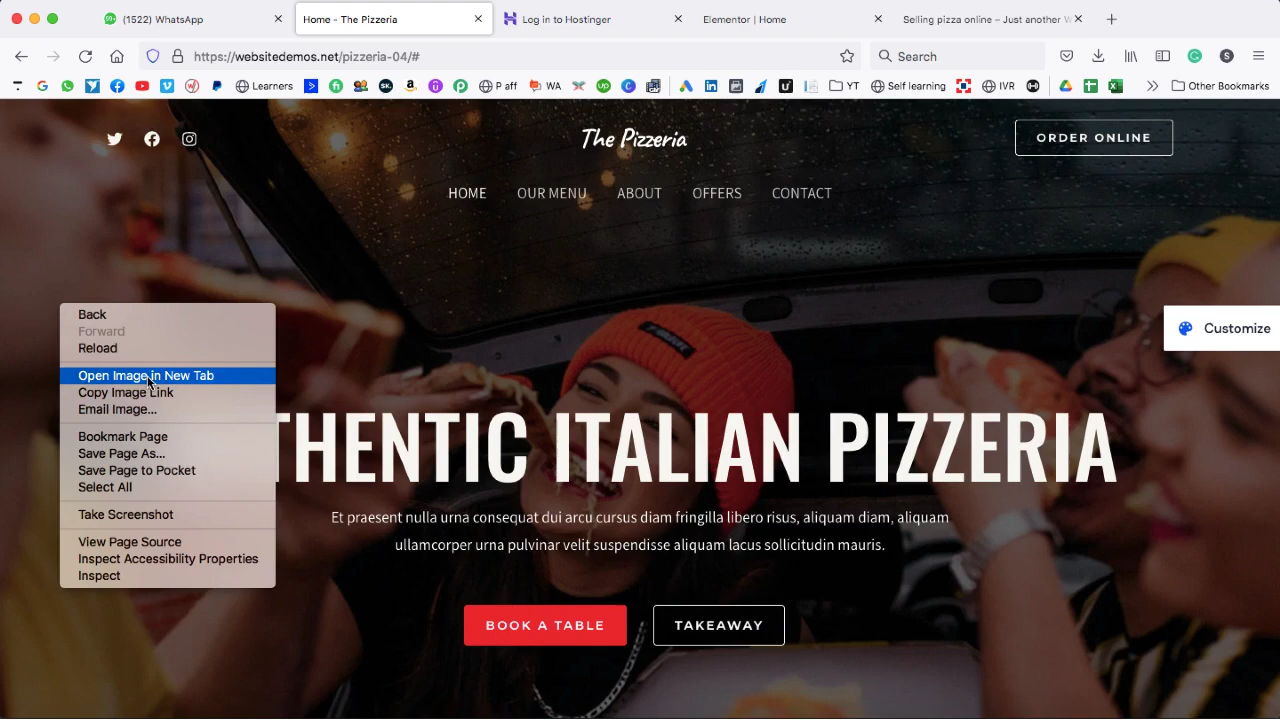 (1522) WhatsApp
Home - The Pizzeria
Log in to Hostinger
Elementor | Home
Selling pizza online – Just another W
https://websitedemos.net/pizzeria-04/#
Search
Learners
P aff
WA
YT
Self learning
IVR
Other Bookmarks
The Pizzeria
ORDER ONLINE
HOME OUR MENU ABOUT OFFERS CONTACT
Customize
Back
Forward
Reload
Open Image in New Tab
Copy Image Link
Email Image...
Bookmark Page
Save Page As...
Save Page to Pocket
Select All
Take Screenshot
View Page Source
Inspect Accessibility Properties
Inspect
THENTIC ITALIAN PIZZERIA
Et praesent nulla urna consequat dui arcu cursus diam fringilla libero risus, aliquam diam, aliquam
ullamcorper urna pulvinar velit suspendisse aliquam lacus sollicitudin mauris.
BOOK A TABLE
TAKEAWAY